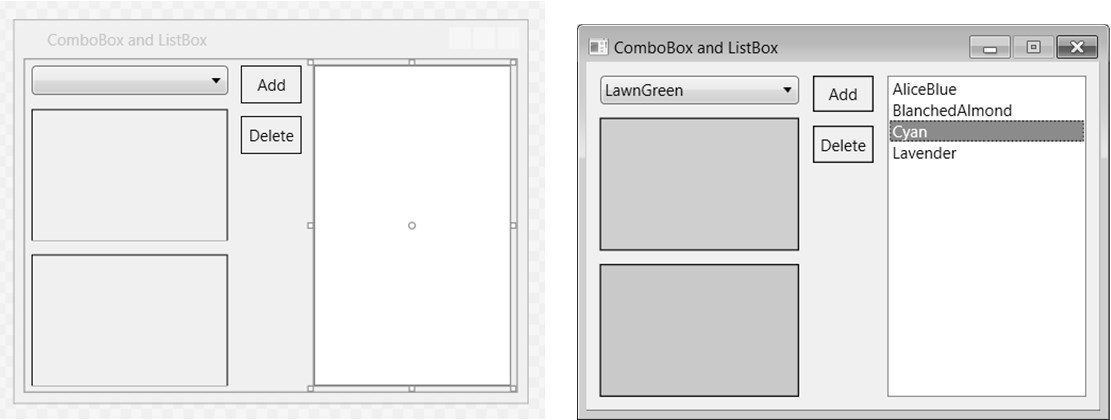 ComboBox and ListBox
Add
Delete
ComboBox and ListBox
LawnGreen
Add
Delete
AliceBlue
BlanchedAlmond
Cyan
Lavender